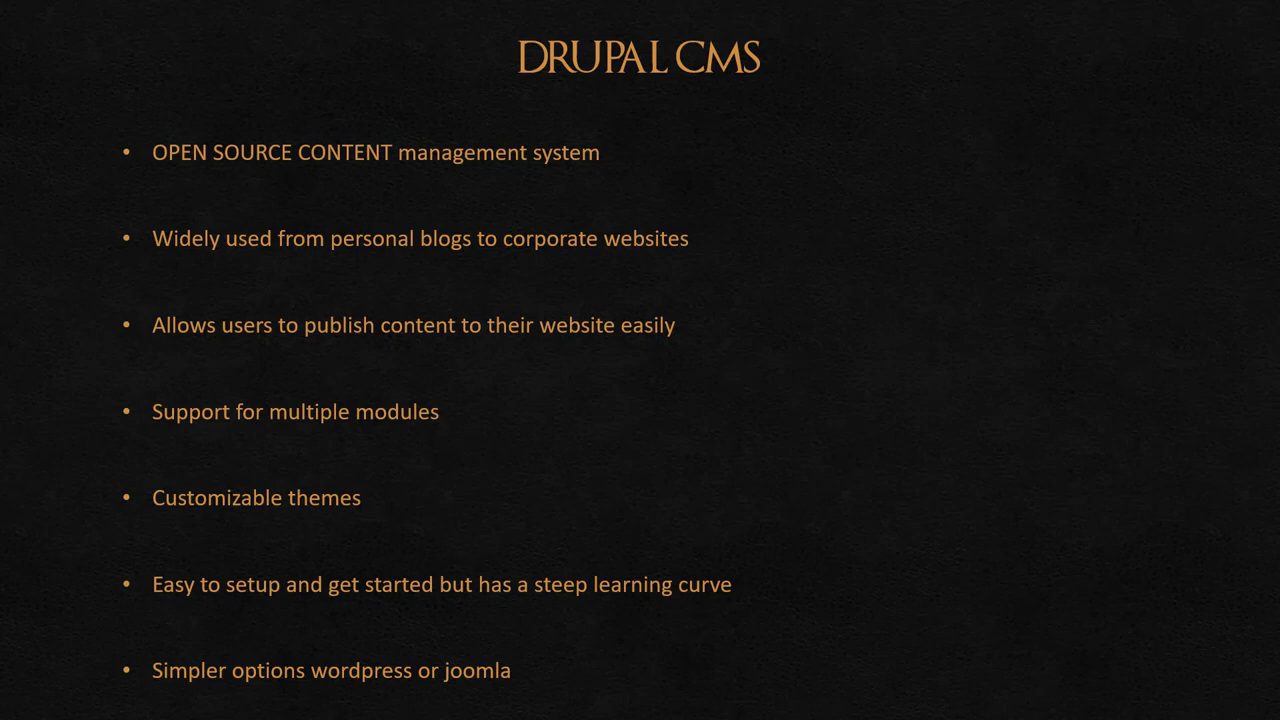 DRUPAL CMS
• OPEN SOURCE CONTENT management system
• Widely used from personal blogs to corporate websites
• Allows users to publish content to their website easily
• Support for multiple modules
• Customizable themes
• Easy to setup and get started but has a steep learning curve
• Simpler options wordpress or joomla